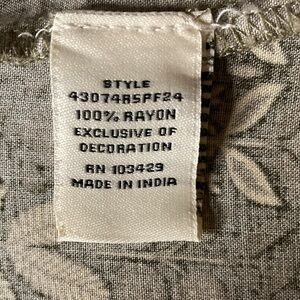 STYLE
43074RSPF24
100% RAYON
EXCLUSIVE OF
DECORATION
RN 103429
MADE IN INDIA